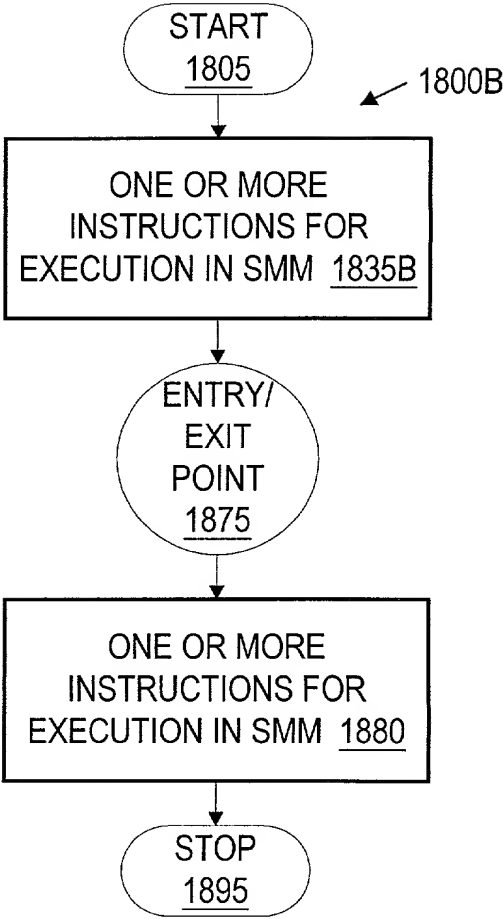 START
1805
1800B
ONE OR MORE
INSTRUCTIONS FOR
EXECUTION IN SMM 1835B
ENTRY/
EXIT
POINT
1875
ONE OR MORE
INSTRUCTIONS FOR
EXECUTION IN SMM 1880
STOP
1895